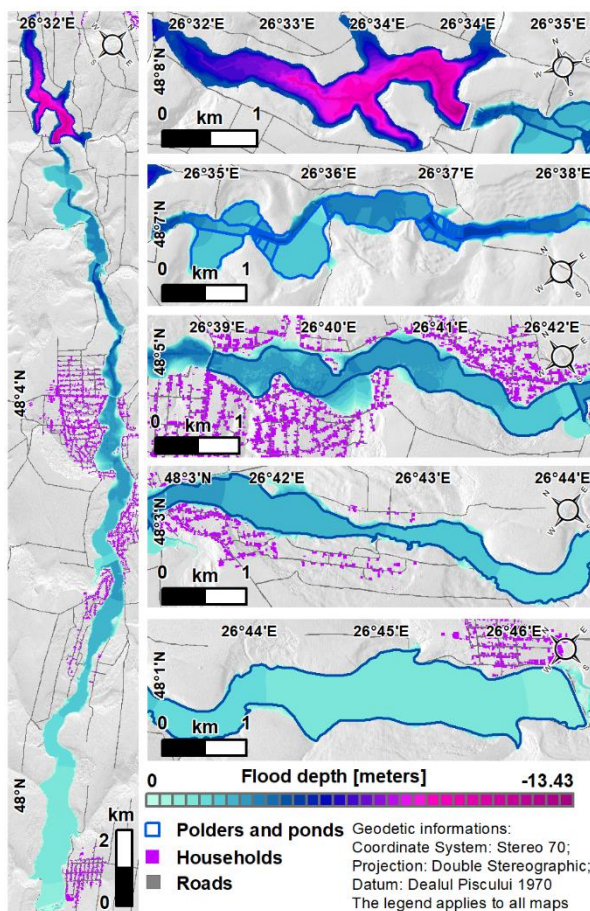 26°32'
N
W
E
S
48°4'N
48°N
km
2
0
26°32'E
26°33'E
26°34'E
26°34'E
26°35'E
N
W
E
S
48°8'N
km
0
1
26°35'E
26°36'E
26°37'E
26°38'E
48°7'N
km
0
1
N
W
E
S
26°39'E
26°40'E
26°41'E
26°42'E
N
W
E
S
48°5'N
km
0
1
48°3'N
26°42'E
26°43'E
26°44'E
N
W
E
S
48°3'N
km
0
1
26°44'E
26°45'E
26°46'E
N
W
E
S
48°1'N
km
0
1
0 Flood depth [meters] -13.43
Polders and ponds
Households
Roads
Geodetic informations:
Coordinate System: Stereo 70;
Projection: Double Stereographic;
Datum: Dealul Piscului 1970
The legend applies to all maps